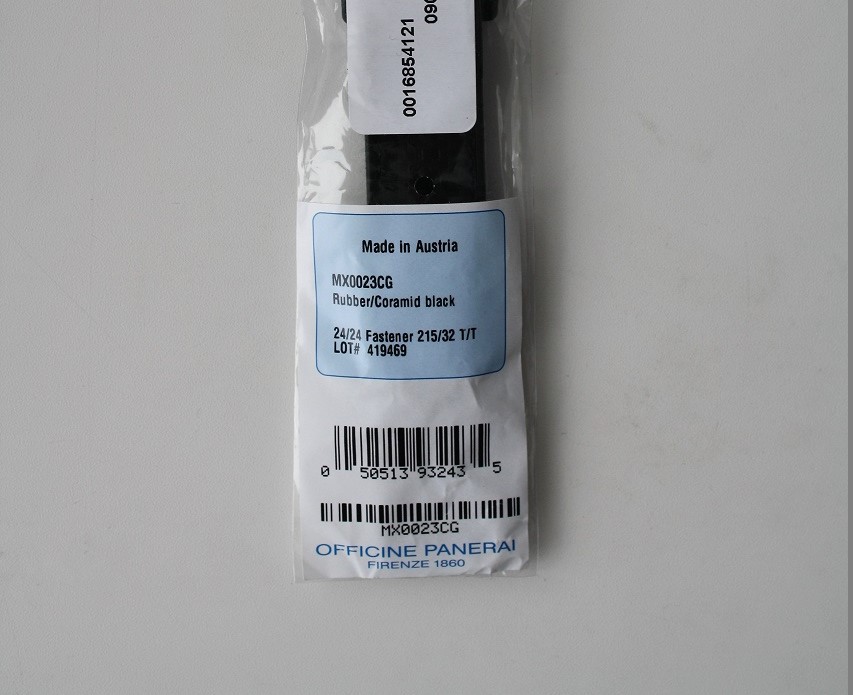 0016854121
090
Made in Austria
MX0023CG
Rubber/Coramid black
24/24 Fastener 215/32 T/T
LOT# 419469
0 50513 93243 5
MX0023CG
OFFICINE PANERAI
FIRENZE 1860